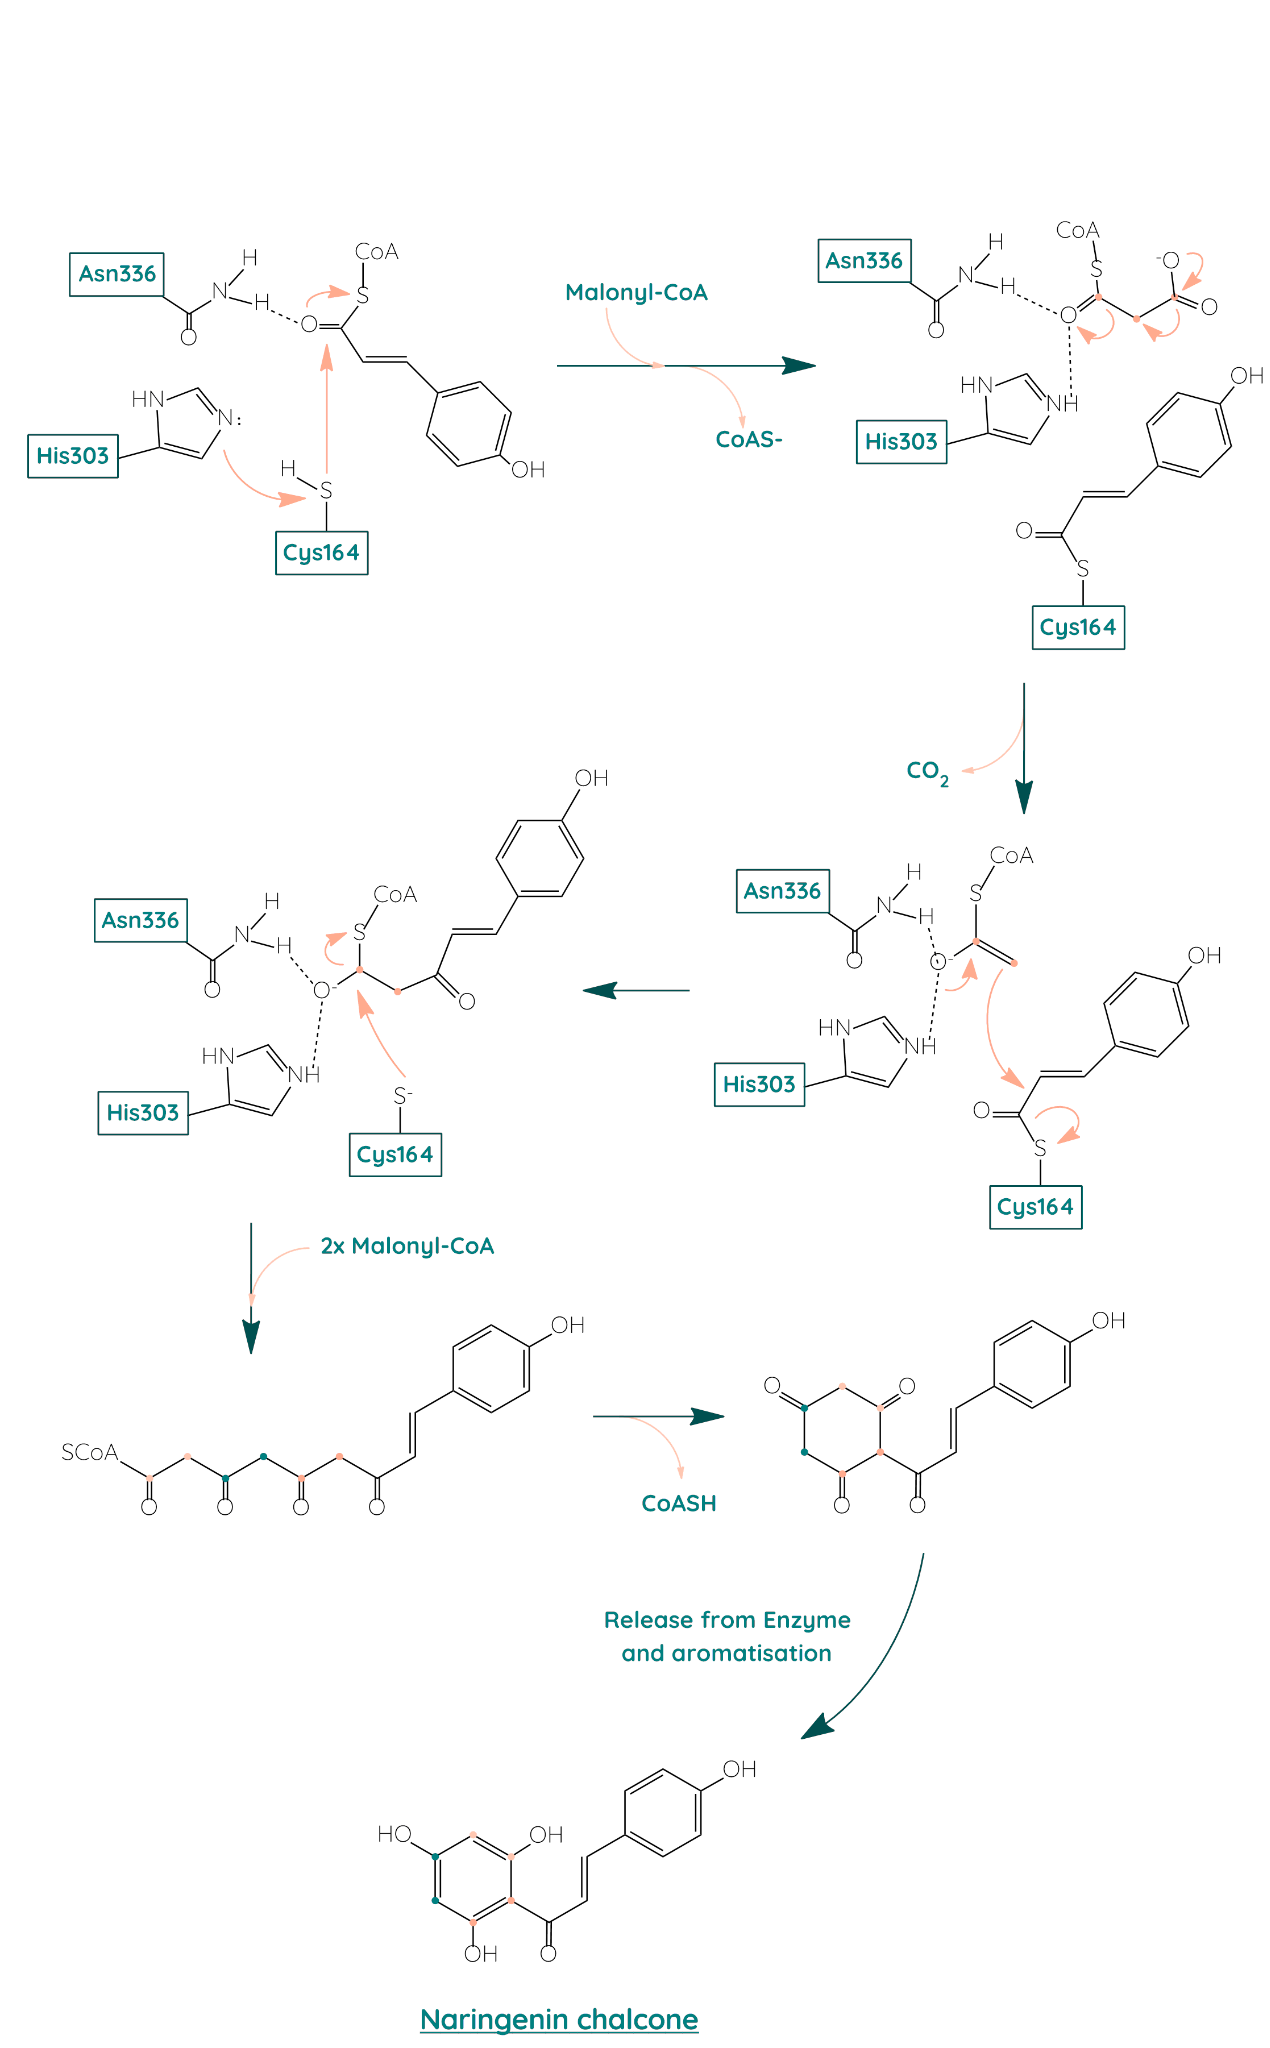 CoA
S
Asn336
H
N
H
O
O
HN
N:
His303
H
S
Cys164
OH
Malonyl-CoA
CoAS-
CoA
S
-O
O
Asn336
H
N
H
O
O
HN
NH
His303
OH
O
S
Cys164
CO2
CoA
S
Asn336
H
N
H
O
O-
HN
NH
His303
OH
O
S
Cys164
OH
CoA
S
Asn336
H
N
H
O
O-
O
HN
NH
His303
S-
Cys164
2x Malonyl-CoA
OH
SCoA
O
O
O
O
CoASH
OH
O
O
O
O
Release from Enzyme
and aromatisation
OH
HO
OH
OH
O
Naringenin chalcone